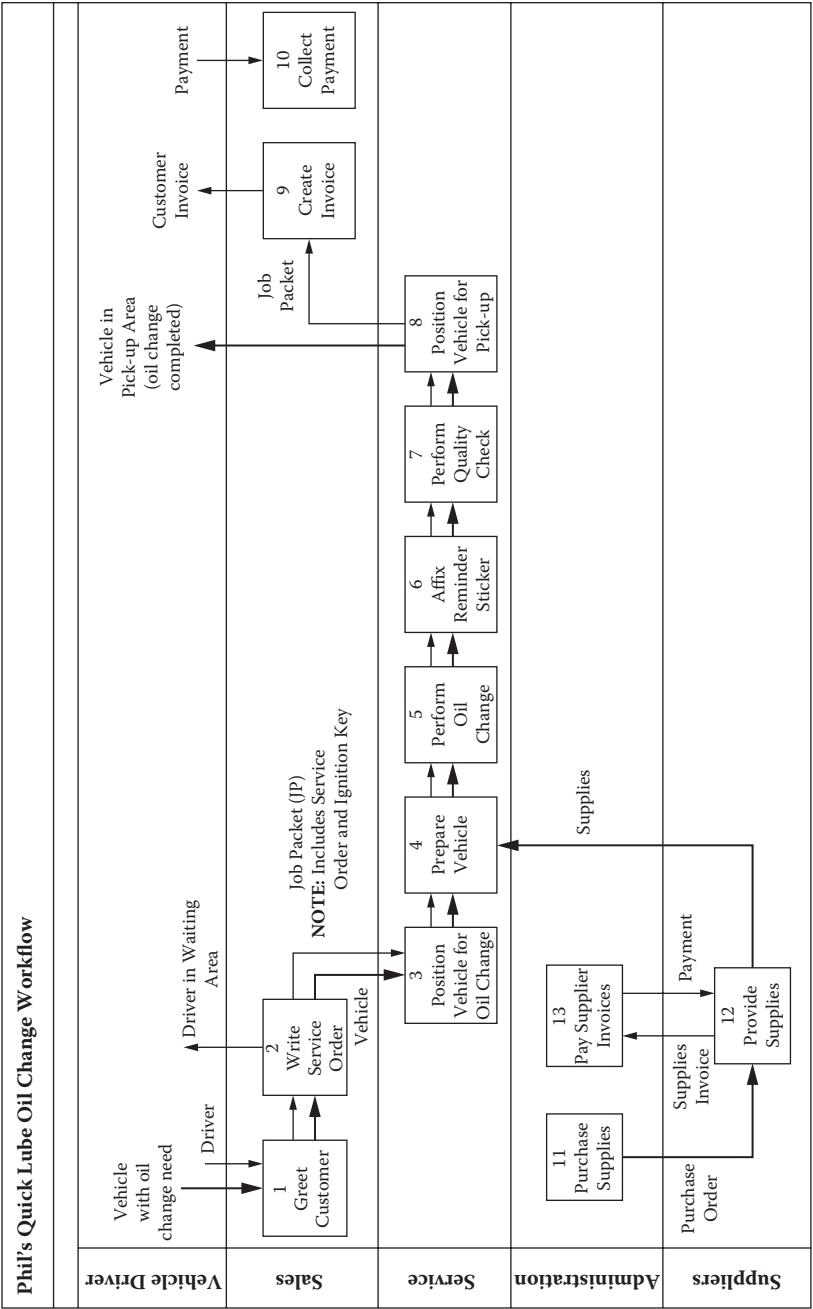 Phil's Quick Lube Oil Change Workflow
Vehicle Driver
Vehicle
with oil
change need
Driver
Driver in Waiting
Area
Vehicle in
Pick-up Area
(oil change
completed)
Customer
Invoice
Payment
Sales
1
Greet
Customer
2
Write
Service
Order
Vehicle
Job Packet (JP)
NOTE: Includes Service
Order and Ignition Key
Job
Packet
9
Create
Invoice
10
Collect
Payment
Service
3
Position
Vehicle for
Oil Change
4
Prepare
Vehicle
5
Perform
Oil
Change
6
Affix
Reminder
Sticker
7
Perform
Quality
Check
8
Position
Vehicle for
Pick-up
Administration
11
Purchase
Supplies
13
Pay Supplier
Invoices
Supplies
Suppliers
Purchase
Order
Supplies
Invoice
Payment
12
Provide
Supplies